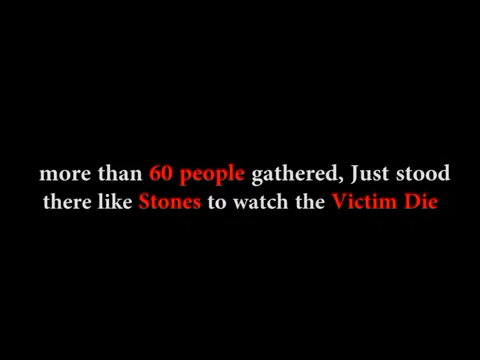 more than 60 people gathered, Just stood
there like Stones to watch the Victim Die